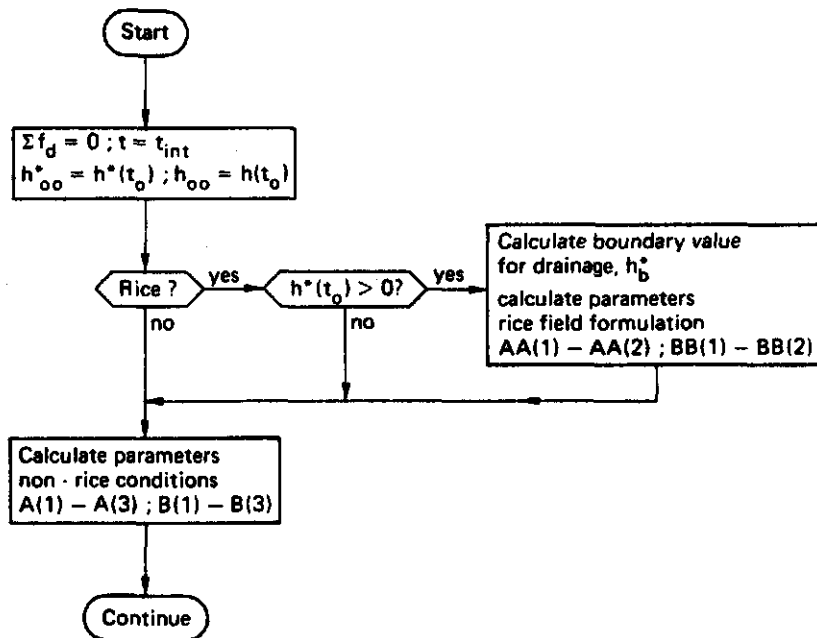 Start
Σf_d = 0 ; t = t_int
h*_oo = h*(t_o) ; h_oo = h(t_o)
Rice ?
yes
h*(t_o) > 0?
yes
no
no
Calculate boundary value
for drainage, h*_b
calculate parameters
rice field formulation
AA(1) – AA(2) ; BB(1) – BB(2)
Calculate parameters
non - rice conditions
A(1) – A(3) ; B(1) – B(3)
Continue